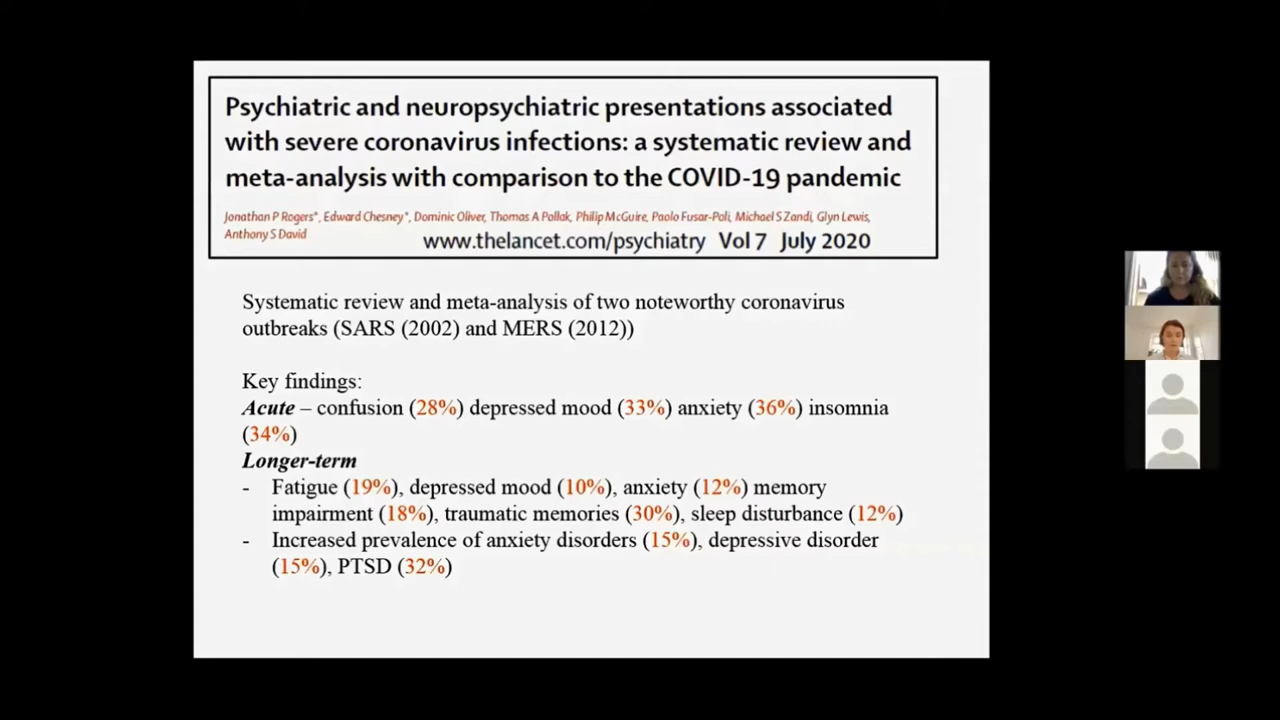 Psychiatric and neuropsychiatric presentations associated
with severe coronavirus infections: a systematic review and
meta-analysis with comparison to the COVID-19 pandemic
Jonathan P Rogers*, Edward Chesney*, Dominic Oliver, Thomas A Pollak, Philip McGuire, Paolo Fusar-Poli, Michael S Zandi, Glyn Lewis,
Anthony S David
www.thelancet.com/psychiatry Vol 7 July 2020
Systematic review and meta-analysis of two noteworthy coronavirus
outbreaks (SARS (2002) and MERS (2012))
Key findings:
Acute – confusion (28%) depressed mood (33%) anxiety (36%) insomnia
(34%)
Longer-term
- Fatigue (19%), depressed mood (10%), anxiety (12%) memory
impairment (18%), traumatic memories (30%), sleep disturbance (12%)
- Increased prevalence of anxiety disorders (15%), depressive disorder
(15%), PTSD (32%)